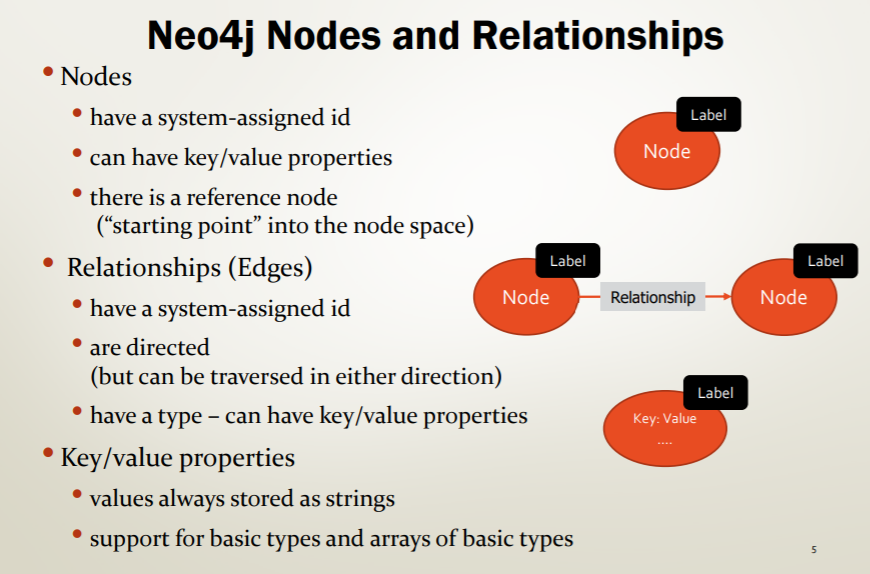 Neo4j Nodes and Relationships
• Nodes
• have a system-assigned id
• can have key/value properties
• there is a reference node
(“starting point” into the node space)
• Relationships (Edges)
• have a system-assigned id
• are directed
(but can be traversed in either direction)
• have a type – can have key/value properties
• Key/value properties
• values always stored as strings
• support for basic types and arrays of basic types
Label
Node
Label
Node
Relationship
Label
Node
Label
Key: Value
....
5